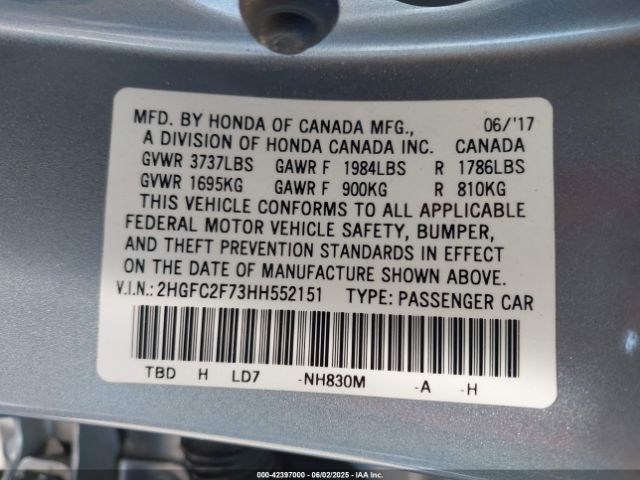 MFD. BY HONDA OF CANADA MFG., 06/'17
A DIVISION OF HONDA CANADA INC. CANADA
GVWR 3737LBS GAWR F 1984LBS R 1786LBS
GVWR 1695KG GAWR F 900KG R 810KG
THIS VEHICLE CONFORMS TO ALL APPLICABLE
FEDERAL MOTOR VEHICLE SAFETY, BUMPER,
AND THEFT PREVENTION STANDARDS IN EFFECT
ON THE DATE OF MANUFACTURE SHOWN ABOVE.
V.I.N.: 2HGFC2F73HH552151 TYPE: PASSENGER CAR
TBD H LD7 -NH830M -A -H
000-42397000 06/02/2025 IAA Inc.